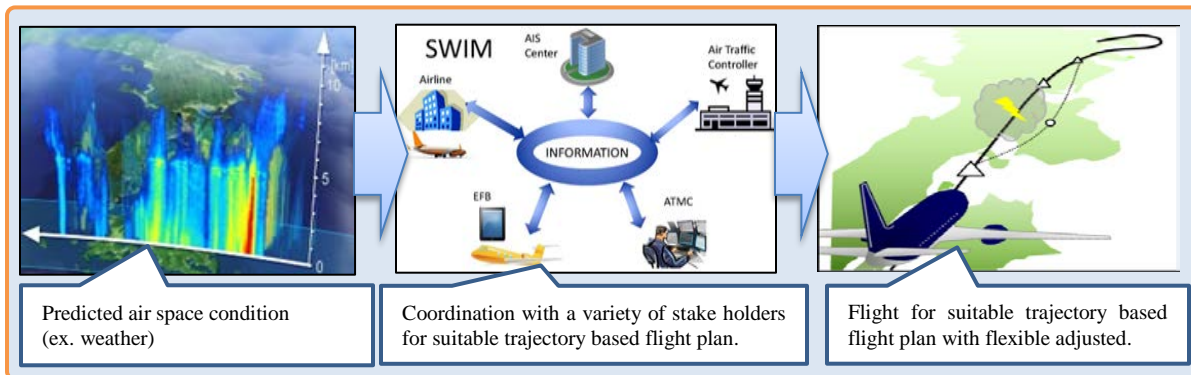 [km]
10
5
0
SWIM
AIS
Center
Air Traffic
Controller
Airline
INFORMATION
EFB
ATMC
Predicted air space condition
(ex. weather)
Coordination with a variety of stake holders
for suitable trajectory based flight plan.
Flight for suitable trajectory based
flight plan with flexible adjusted.